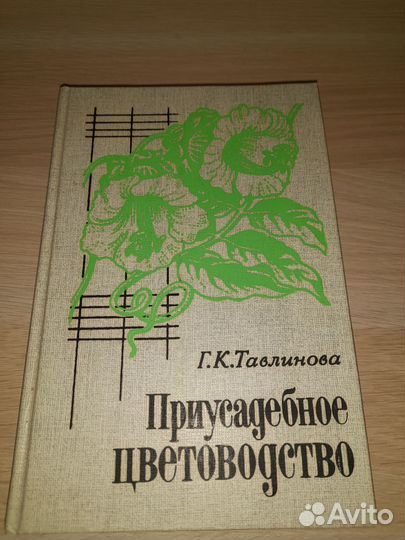 Г.К.Тавлинова
Приусадебное
цветоводство
Avito